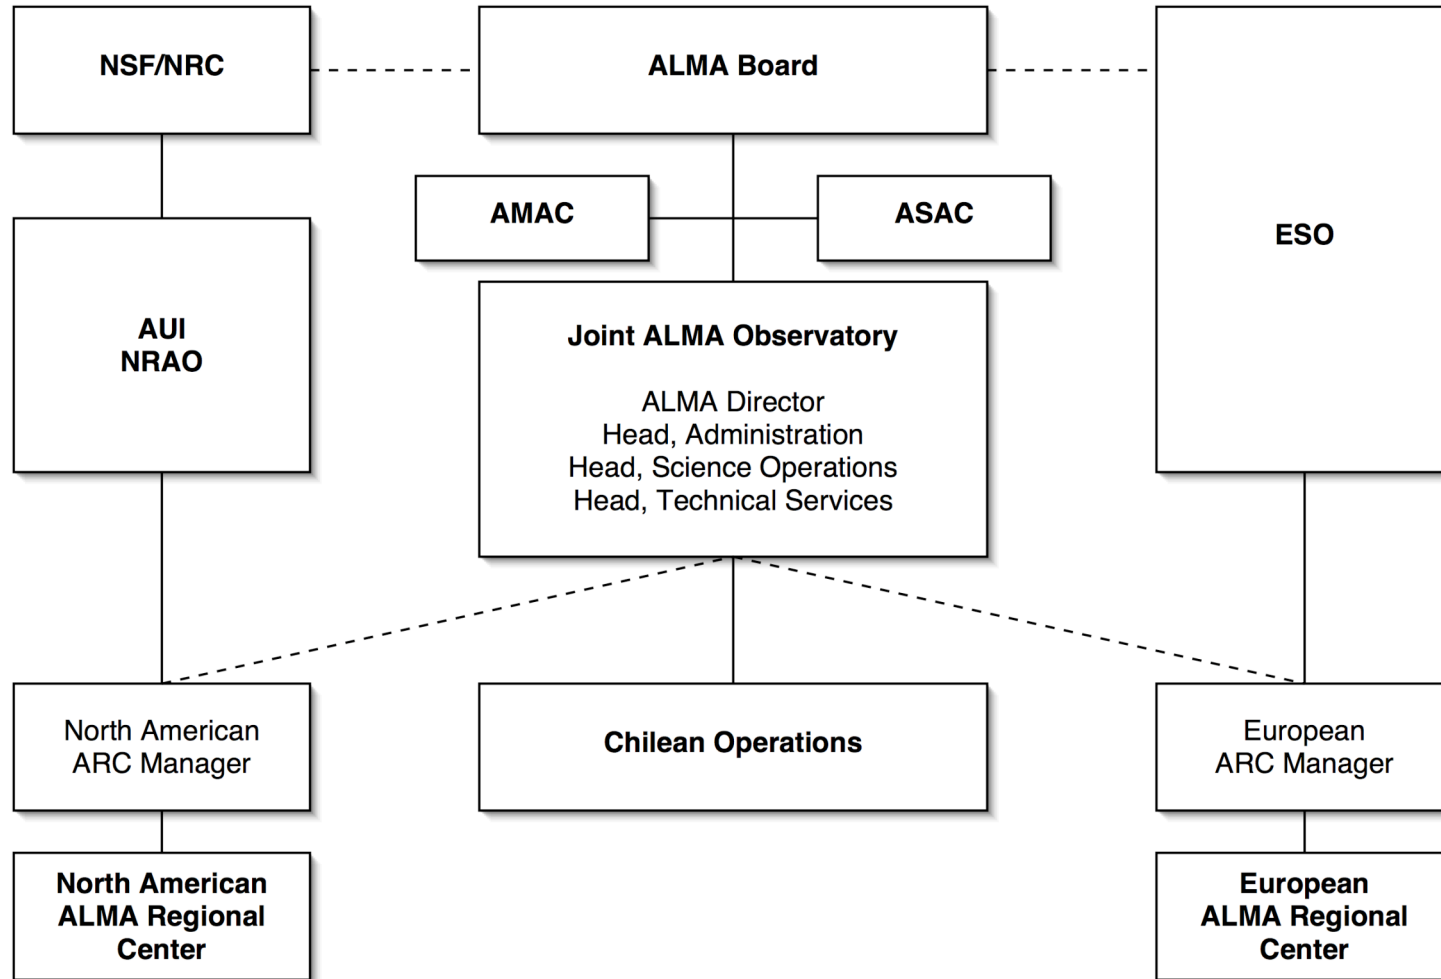 NSF/NRC
ALMA Board
ESO
AMAC
ASAC
AUI
NRAO
Joint ALMA Observatory
ALMA Director
Head, Administration
Head, Science Operations
Head, Technical Services
North American
ARC Manager
Chilean Operations
European
ARC Manager
North American
ALMA Regional
Center
European
ALMA Regional
Center